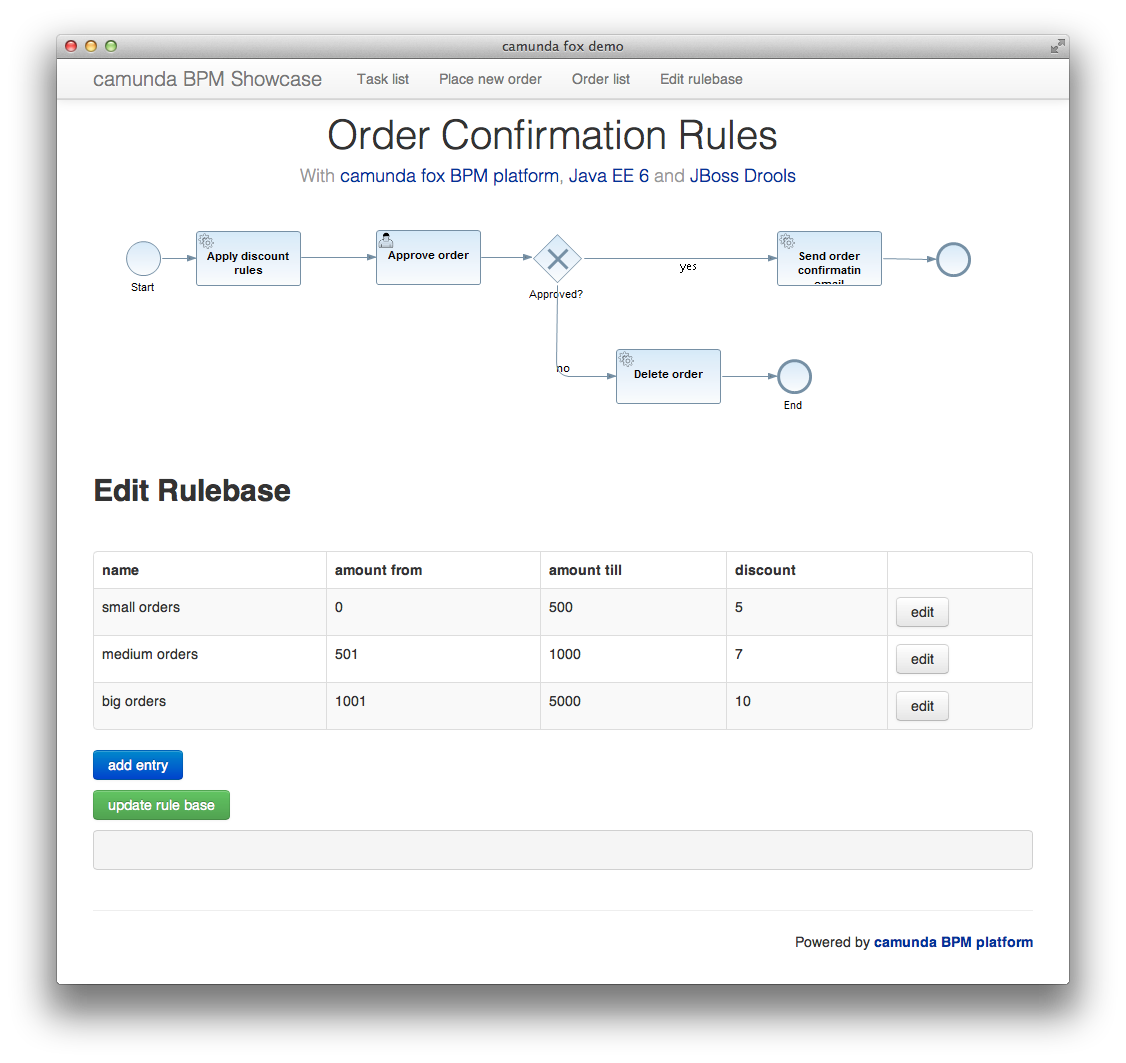 camunda fox demo
camunda BPM Showcase Task list Place new order Order list Edit rulebase
Order Confirmation Rules
With camunda fox BPM platform, Java EE 6 and JBoss Drools
Start
Apply discount
rules
Approve order
Approved?
yes
Send order
confirmatin
email
no
Delete order
End
Edit Rulebase
name amount from amount till discount
small orders 0 500 5 edit
medium orders 501 1000 7 edit
big orders 1001 5000 10 edit
add entry
update rule base
Powered by camunda BPM platform